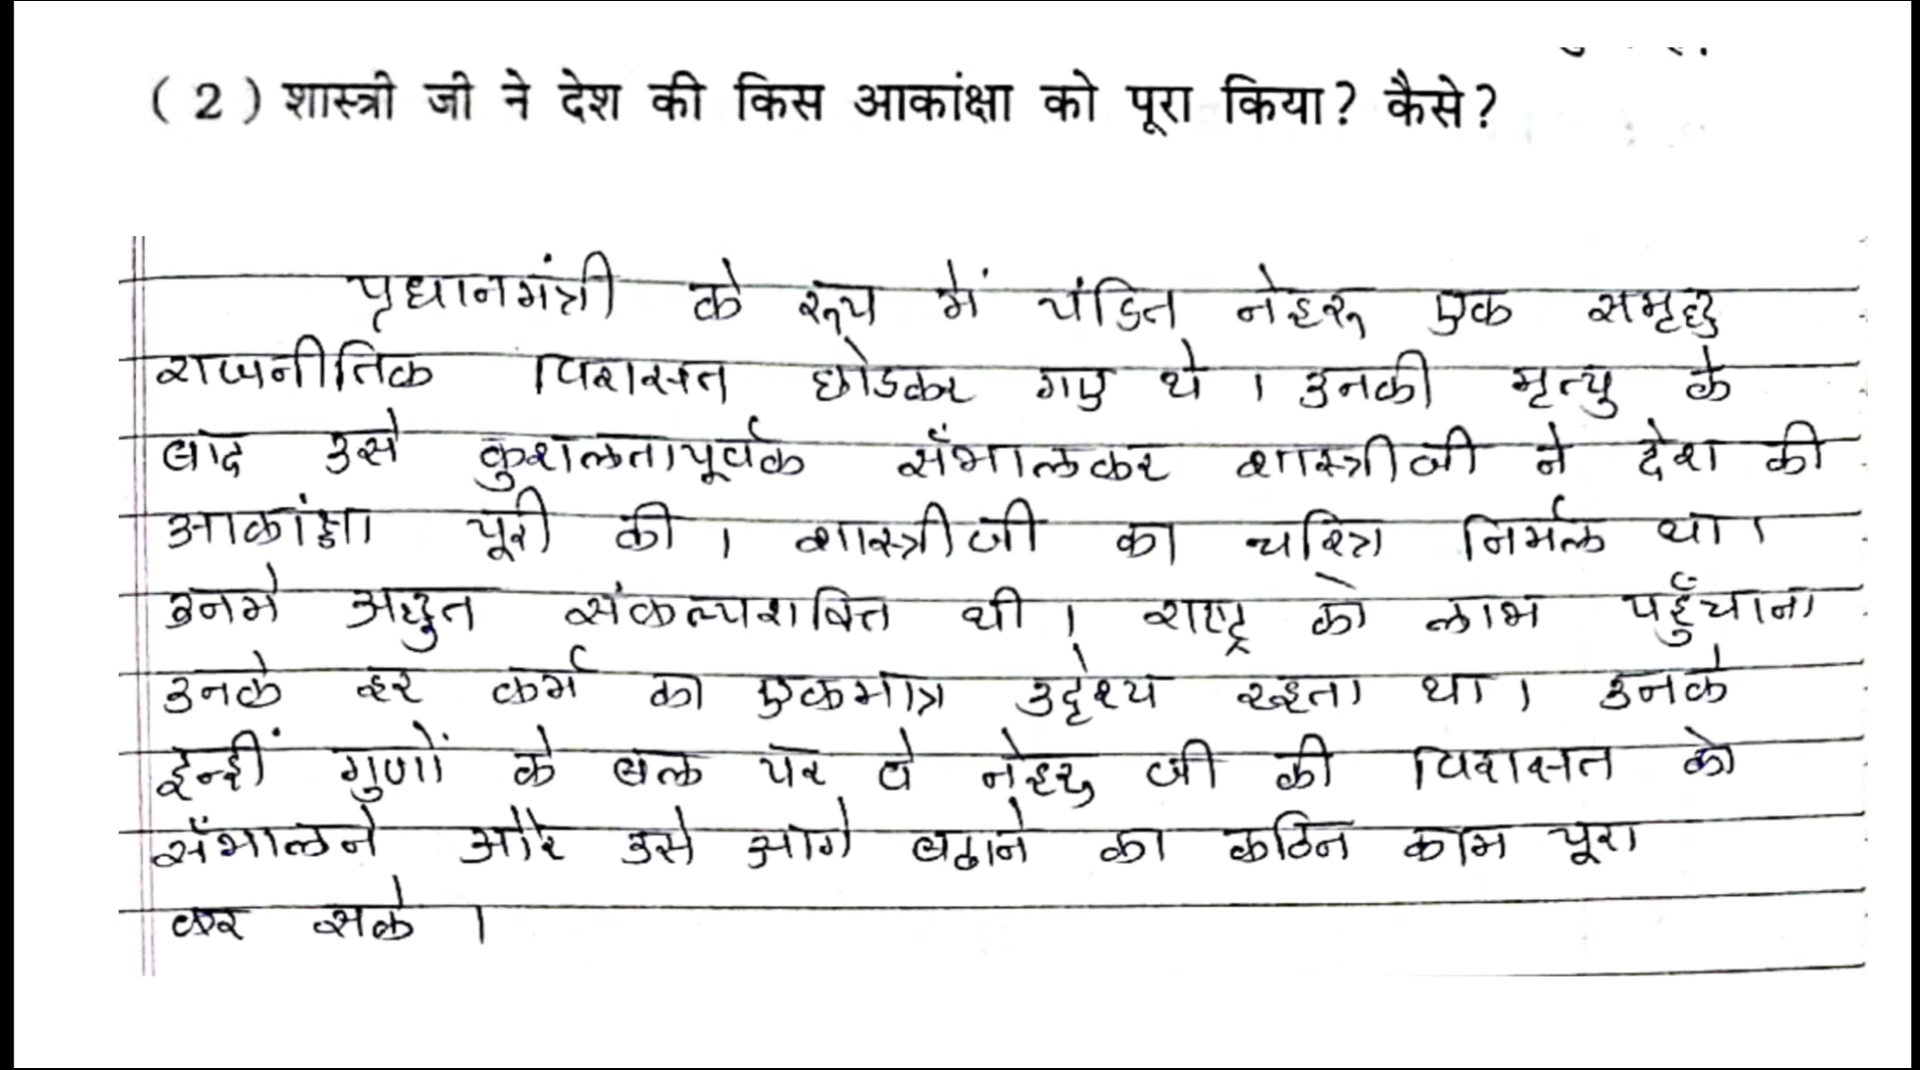 (2) शास्त्री जी ने देश की किस आकांक्षा को पूरा किया? कैसे?
प्रधानमंत्री के रूप में पंडित नेहरू एक समृद्ध
राजनीतिक विरासत छोडकर गए थे । उनकी मृत्यु के
बाद उसे कुशलतापूर्वक सँभालकर शास्त्रीजी ने देश की
आकांक्षा पूरी की । शास्त्रीजी का चरित्र निर्मल था ।
उनमे अद्भुत संकल्पशक्ति थी । राष्ट्र को लाभ पहुँचाना
उनके हर कर्म का एकमात्र उद्देश्य रहता था । उनके
इन्हीं गुणों के बल पर वे नेहरु जी की विरासत को
सँभालने और उसे आगे बढाने का कठिन काम पूरा
कर सके ।